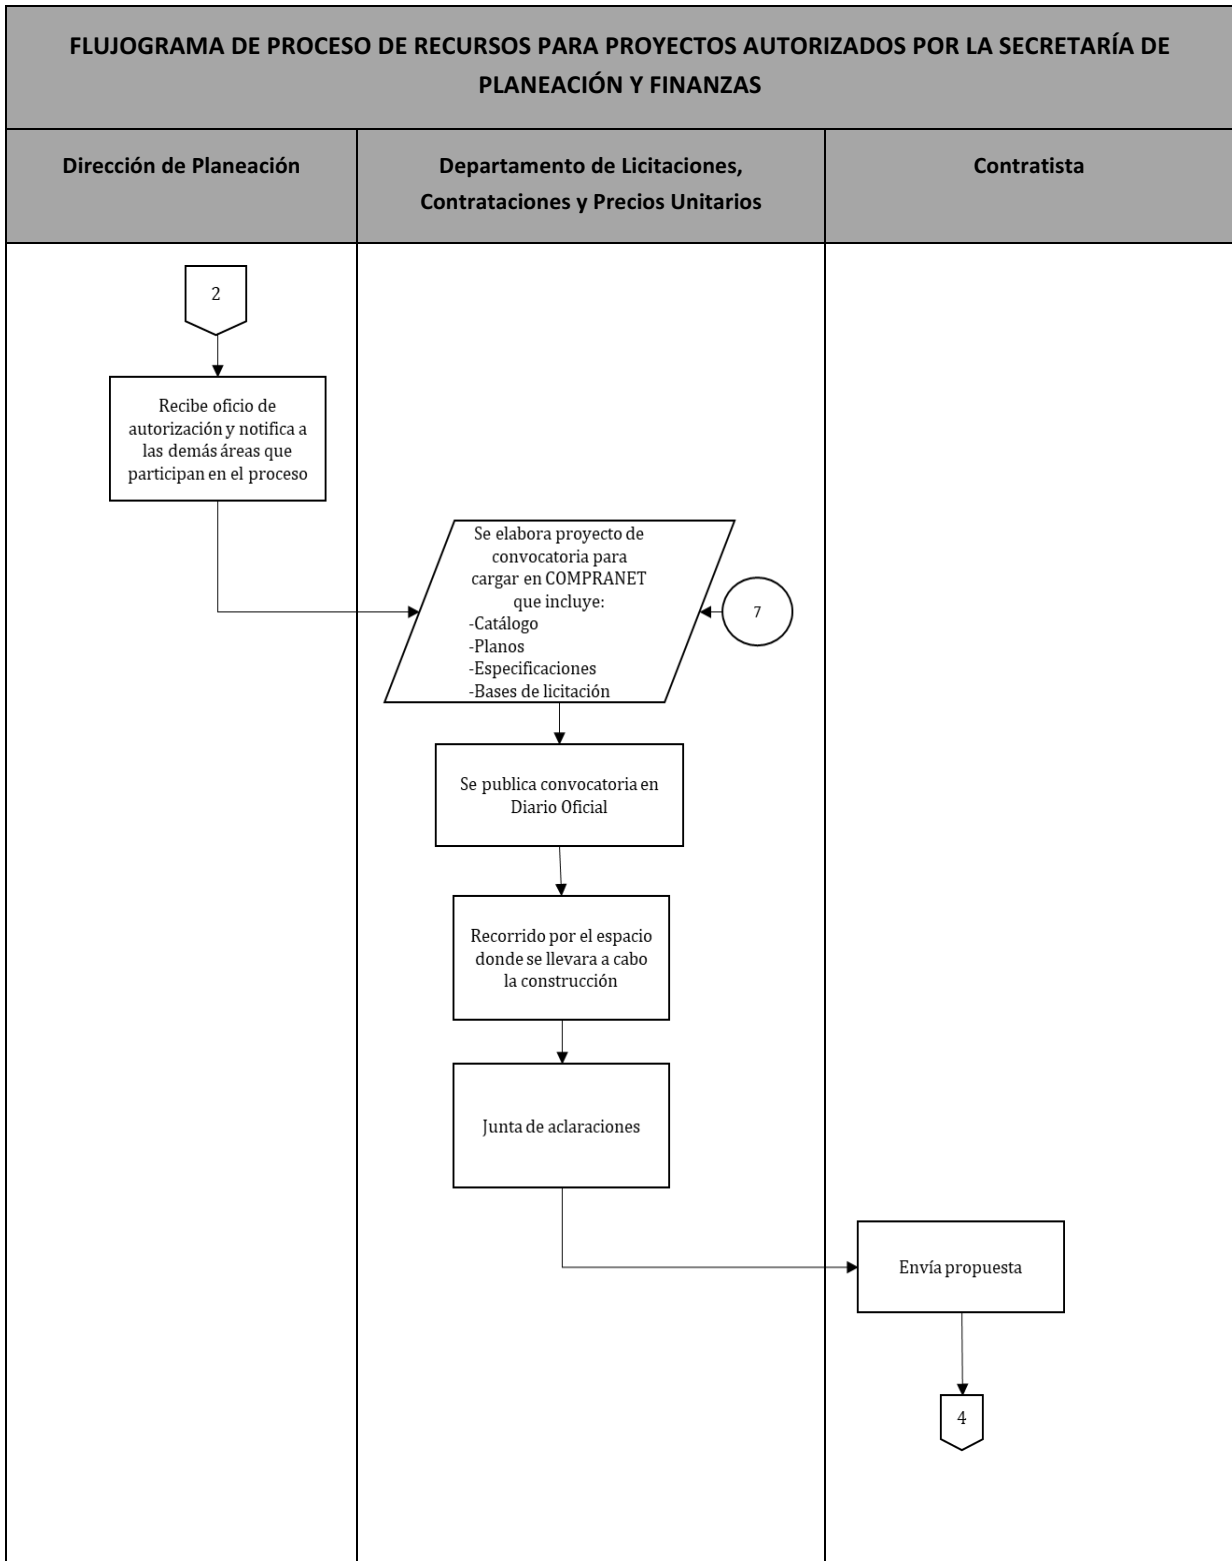 FLUJOGRAMA DE PROCESO DE RECURSOS PARA PROYECTOS AUTORIZADOS POR LA SECRETARÍA DE
PLANEACIÓN Y FINANZAS
Dirección de Planeación
Departamento de Licitaciones,
Contrataciones y Precios Unitarios
Contratista
2
Recibe oficio de
autorización y notifica a
las demás áreas que
participan en el proceso
Se elabora proyecto de
convocatoria para
cargar en COMPRANET
que incluye:
-Catálogo
-Planos
-Especificaciones
-Bases de licitación
7
Se publica convocatoria en
Diario Oficial
Recorrido por el espacio
donde se llevara a cabo
la construcción
Junta de aclaraciones
Envía propuesta
4